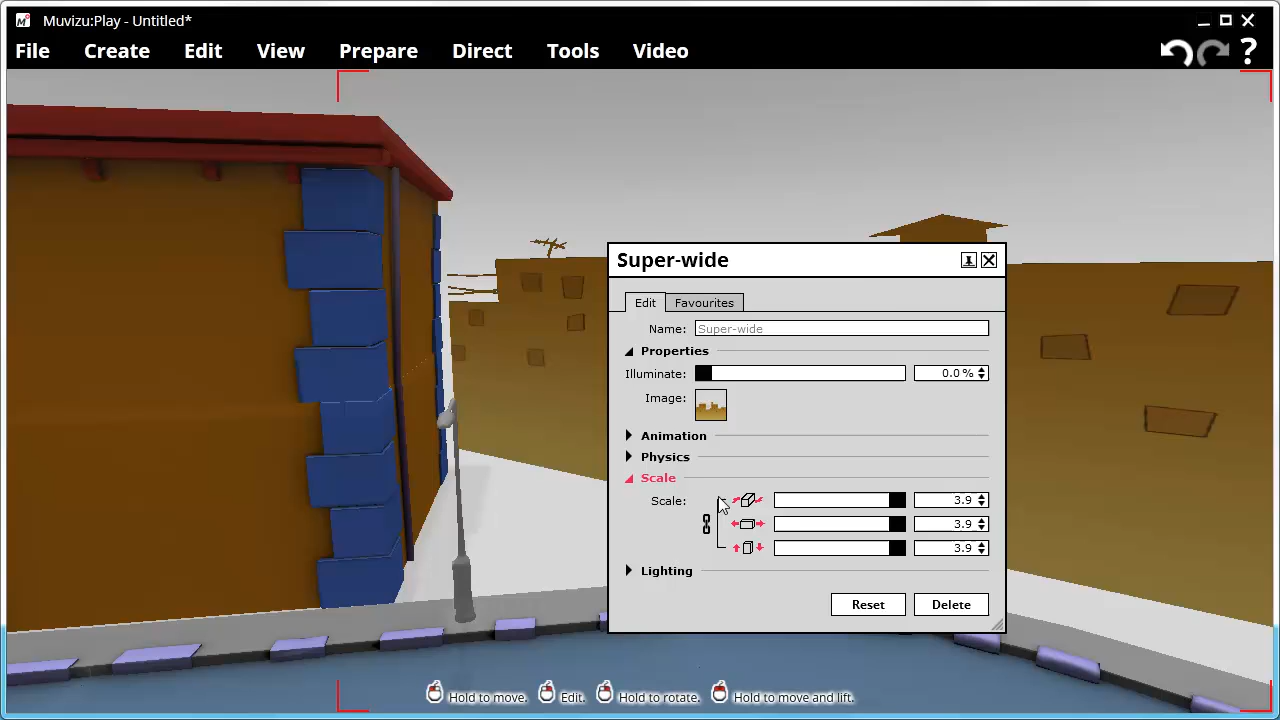 Muvizu:Play - Untitled*
File Create Edit View Prepare Direct Tools Video ?
Super-wide
Edit Favourites
Name: Super-wide
Properties
Illuminate: 0.0%
Image:
Animation
Physics
Scale
Scale: 3.9
3.9
3.9
Lighting
Reset Delete
Hold to move. Edit. Hold to rotate. Hold to move and lift.